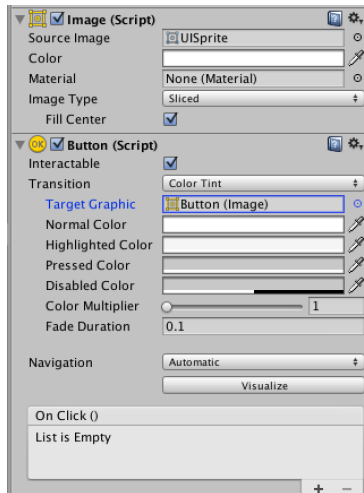 Image (Script)
Source Image UISprite
Color
Material None (Material)
Image Type Sliced
Fill Center
OK Button (Script)
Interactable
Transition Color Tint
Target Graphic Button (Image)
Normal Color
Highlighted Color
Pressed Color
Disabled Color
Color Multiplier 1
Fade Duration 0.1
Navigation Automatic
Visualize
On Click ()
List is Empty
+ −